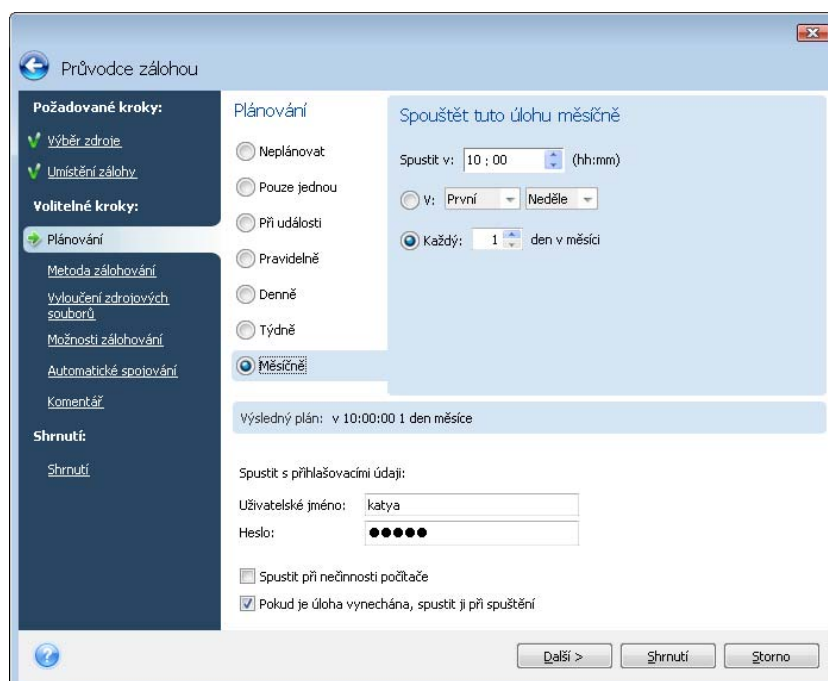 Průvodce zálohou
Požadované kroky:
Výběr zdroje
Umístění zálohy
Volitelné kroky:
Plánování
Metoda zálohování
Vyloučení zdrojových
souborů
Možnosti zálohování
Automatické spojování
Komentář
Shrnutí:
Shrnutí
Plánování
Neplánovat
Pouze jednou
Při události
Pravidelně
Denně
Týdně
Měsíčně
Spouštět tuto úlohu měsíčně
Spustit v: 10 ; 00 (hh:mm)
V: První Neděle
Každý: 1 den v měsíci
Výsledný plán: v 10:00:00 1 den měsíce
Spustit s přihlašovacími údaji:
Uživatelské jméno: katya
Heslo: ●●●●●
Spustit při nečinnosti počítače
Pokud je úloha vynechána, spustit ji při spuštění
Další > Shrnutí Storno